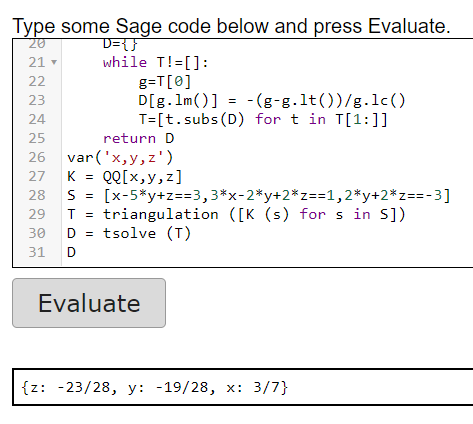 Type some Sage code below and press Evaluate.
20 D={}
21 while T!=[]:
22 g=T[0]
23 D[g.lm()] = -(g-g.lt())/g.lc()
24 T=[t.subs(D) for t in T[1:]]
25 return D
26 var('x,y,z')
27 K = QQ[x,y,z]
28 S = [x-5*y+z==3,3*x-2*y+2*z==1,2*y+2*z==-3]
29 T = triangulation ([K (s) for s in S])
30 D = tsolve (T)
31 D
Evaluate
{z: -23/28, y: -19/28, x: 3/7}